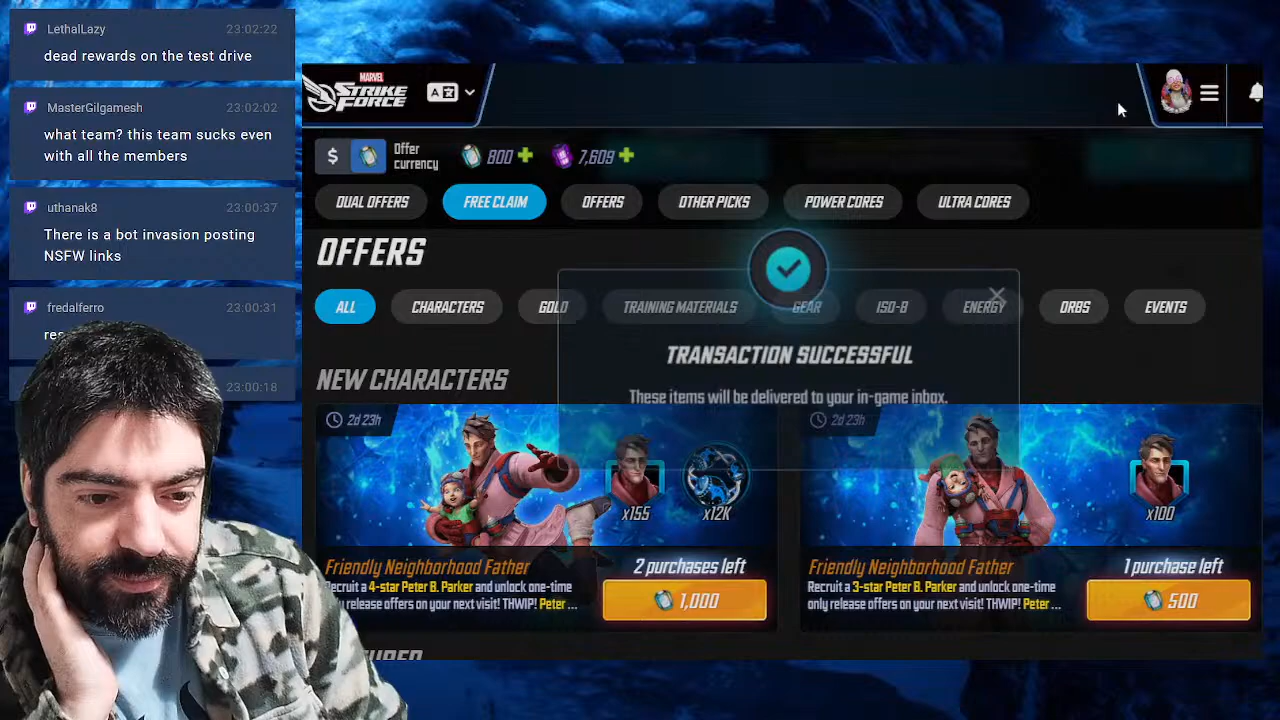 LethalLazy 23:02:22
dead rewards on the test drive
MasterGilgamesh 23:02:02
what team? this team sucks even
with all the members
uthanak8 23:00:37
There is a bot invasion posting
NSFW links
fredalferro 23:00:31
23:00:18
MARVEL
STRIKE
FORCE
$ Offer
currency
800
7,609
DUAL OFFERS
FREE CLAIM
OFFERS
OTHER PICKS
POWER CORES
ULTRA CORES
OFFERS
ALL
CHARACTERS
GOLD
TRAINING MATERIALS
GEAR
ISO-8
ENERGY
ORBS
EVENTS
TRANSACTION SUCCESSFUL
These items will be delivered to your in-game inbox.
NEW CHARACTERS
2d 23h
x155
x12K
Friendly Neighborhood Father
2 purchases left
Recruit a 4-star Peter B. Parker and unlock one-time
only release offers on your next visit! THWIP! Peter ...
1,000
2d 23h
x100
Friendly Neighborhood Father
1 purchase left
Recruit a 3-star Peter B. Parker and unlock one-time
only release offers on your next visit! THWIP! Peter ...
500